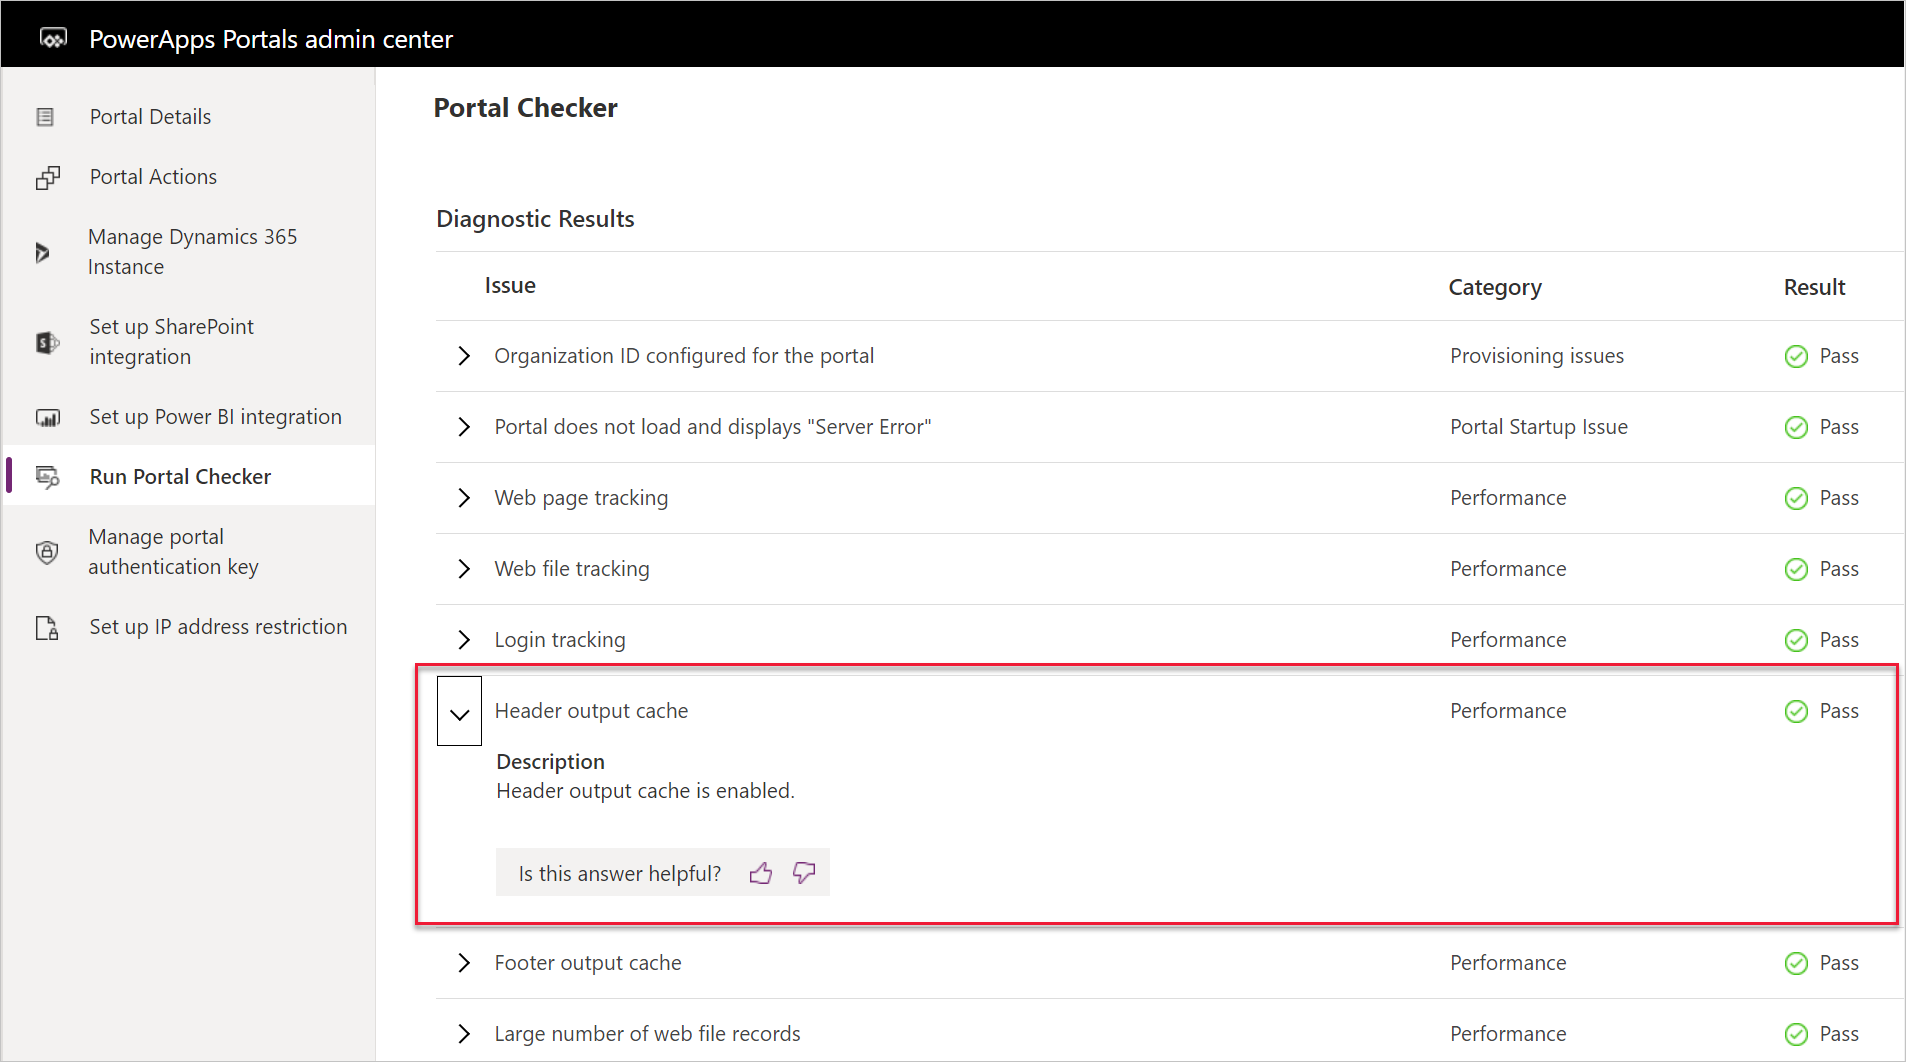 PowerApps Portals admin center
Portal Details
Portal Actions
Manage Dynamics 365
Instance
Set up SharePoint
integration
Set up Power BI integration
Run Portal Checker
Manage portal
authentication key
Set up IP address restriction
Portal Checker
Diagnostic Results
Issue Category Result
Organization ID configured for the portal Provisioning issues Pass
Portal does not load and displays "Server Error" Portal Startup Issue Pass
Web page tracking Performance Pass
Web file tracking Performance Pass
Login tracking Performance Pass
Header output cache Performance Pass
Description
Header output cache is enabled.
Is this answer helpful?
Footer output cache Performance Pass
Large number of web file records Performance Pass